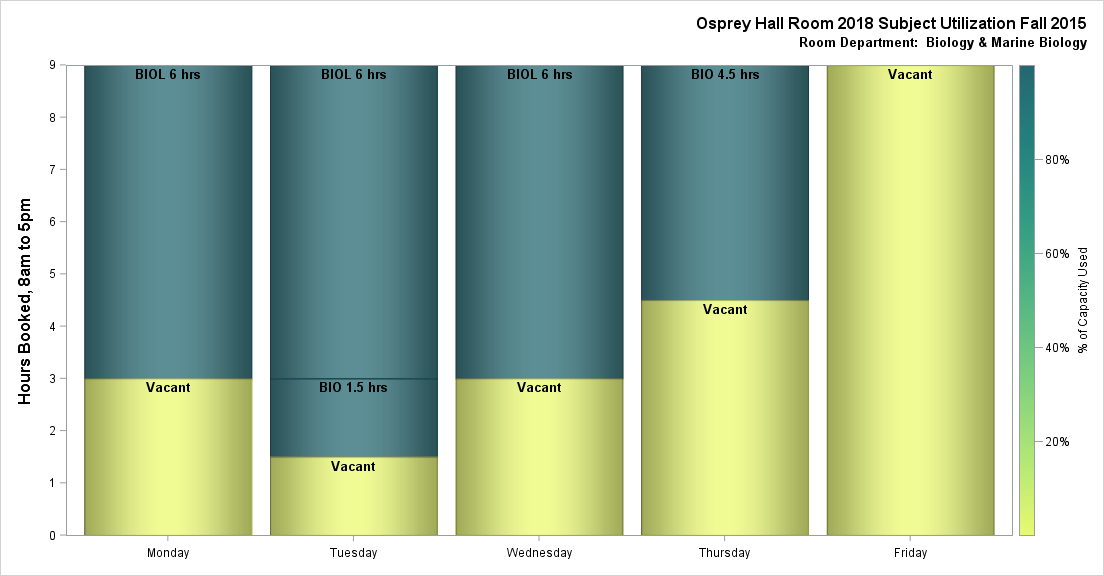 Osprey Hall Room 2018 Subject Utilization Fall 2015
Room Department:  Biology & Marine Biology
Hours Booked, 8am to 5pm
9
8
7
6
5
4
3
2
1
0
BIOL 6 hrs
Vacant
BIOL 6 hrs
BIO 1.5 hrs
Vacant
BIOL 6 hrs
Vacant
BIO 4.5 hrs
Vacant
Vacant
Monday
Tuesday
Wednesday
Thursday
Friday
80%
60%
40%
20%
% of Capacity Used